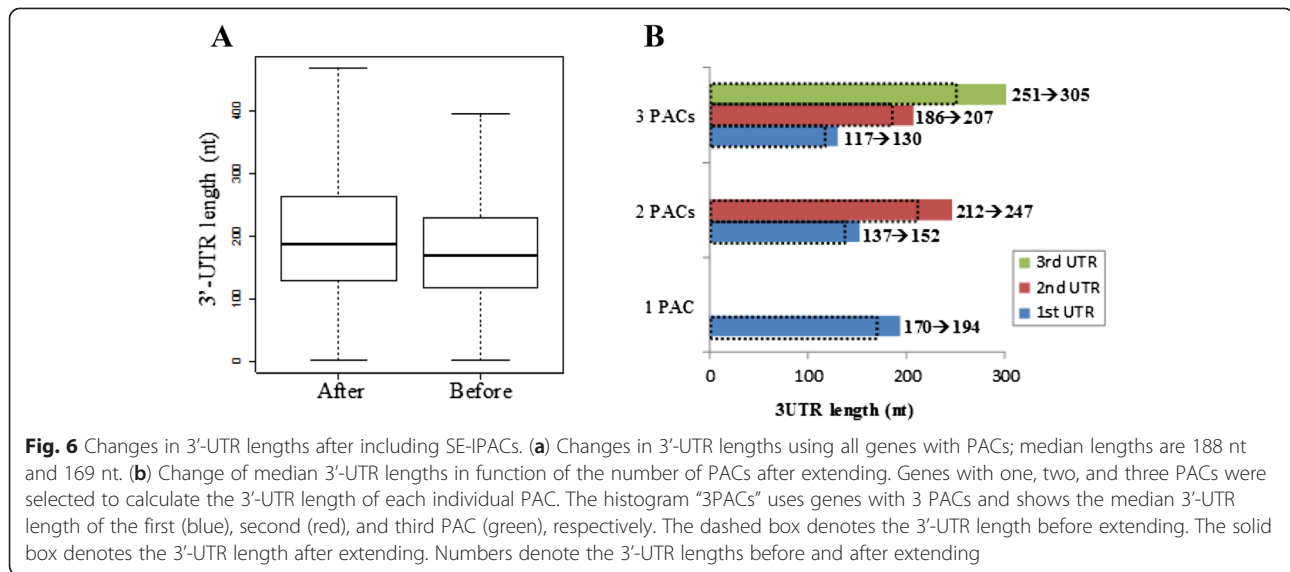 A
3'-UTR length (nt)
0
100
200
300
400
After
Before
B
3 PACs
2 PACs
1 PAC
251→305
186→207
117→130
212→247
137→152
170→194
3rd UTR
2nd UTR
1st UTR
0
100
200
300
3UTR length (nt)
Fig. 6 Changes in 3'-UTR lengths after including SE-IPACs. (a) Changes in 3'-UTR lengths using all genes with PACs; median lengths are 188 nt
and 169 nt. (b) Change of median 3'-UTR lengths in function of the number of PACs after extending. Genes with one, two, and three PACs were
selected to calculate the 3'-UTR length of each individual PAC. The histogram "3PACs" uses genes with 3 PACs and shows the median 3'-UTR
length of the first (blue), second (red), and third PAC (green), respectively. The dashed box denotes the 3'-UTR length before extending. The solid
box denotes the 3'-UTR length after extending. Numbers denote the 3'-UTR lengths before and after extending